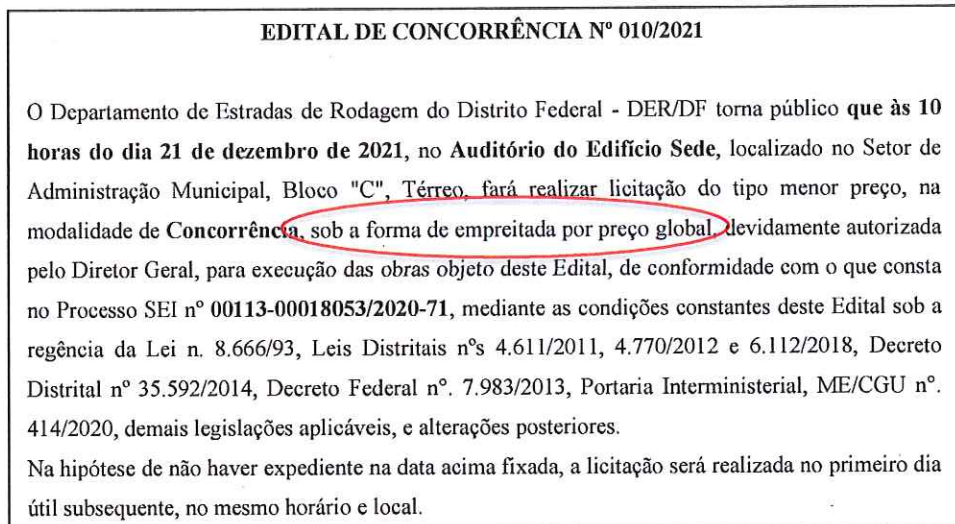 EDITAL DE CONCORRÊNCIA Nº 010/2021
O Departamento de Estradas de Rodagem do Distrito Federal - DER/DF torna público que às 10
horas do dia 21 de dezembro de 2021, no Auditório do Edifício Sede, localizado no Setor de
Administração Municipal, Bloco "C", Térreo, fará realizar licitação do tipo menor preço, na
modalidade de Concorrência, sob a forma de empreitada por preço global, devidamente autorizada
pelo Diretor Geral, para execução das obras objeto deste Edital, de conformidade com o que consta
no Processo SEI nº 00113-00018053/2020-71, mediante as condições constantes deste Edital sob a
regência da Lei n. 8.666/93, Leis Distritais nºs 4.611/2011, 4.770/2012 e 6.112/2018, Decreto
Distrital nº 35.592/2014, Decreto Federal nº. 7.983/2013, Portaria Interministerial, ME/CGU nº.
414/2020, demais legislações aplicáveis, e alterações posteriores.
Na hipótese de não haver expediente na data acima fixada, a licitação será realizada no primeiro dia
útil subsequente, no mesmo horário e local.